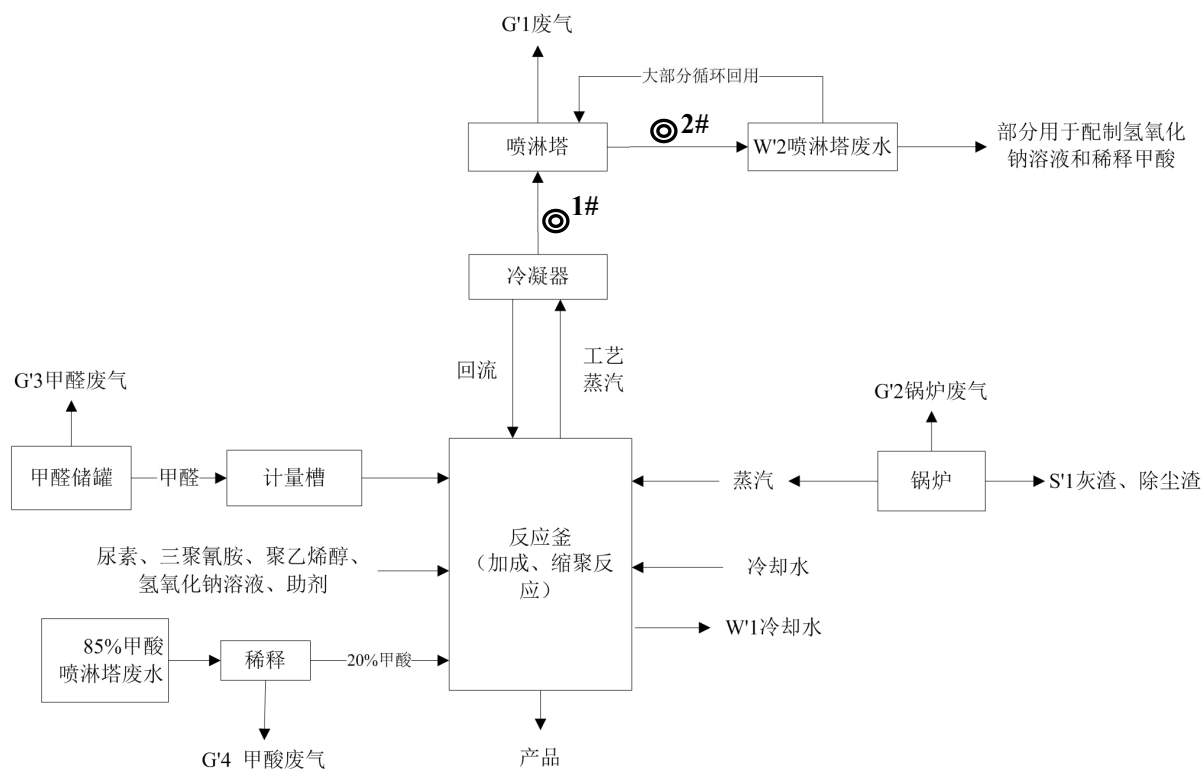 G'1废气
大部分循环回用
2#
喷淋塔
W'2喷淋塔废水
部分用于配制氢氧化
钠溶液和稀释甲酸
1#
冷凝器
回流
工艺
蒸汽
G'3甲醛废气
G'2锅炉废气
甲醛储罐
甲醛
计量槽
蒸汽
锅炉
S'1灰渣、除尘渣
反应釜
(加成、缩聚反
应)
尿素、三聚氰胺、聚乙烯醇、
氢氧化钠溶液、助剂
冷却水
W'1冷却水
85%甲酸
喷淋塔废水
稀释
20%甲酸
G'4 甲酸废气
产品